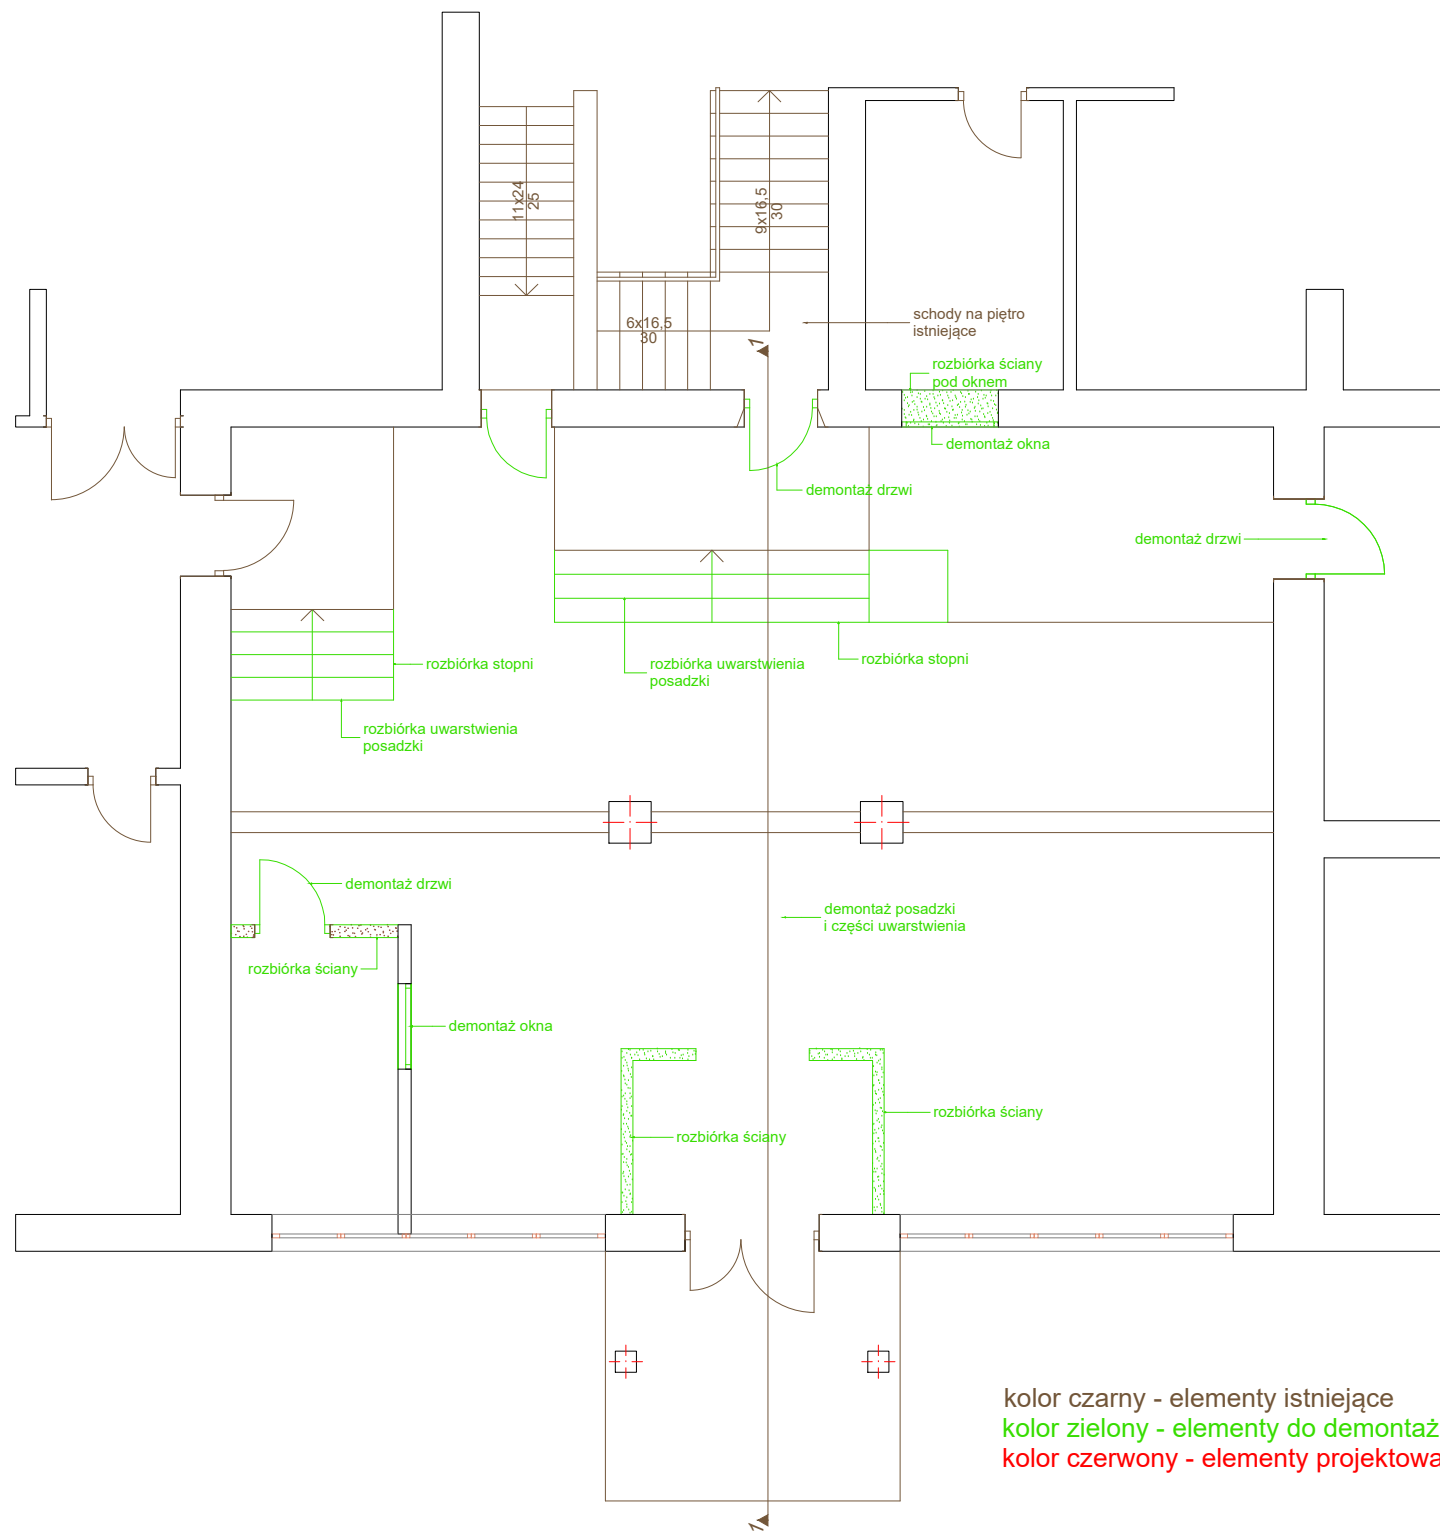 11x24
25
9x16,5
30
6x16,5
30
schody na piętro
istniejące
1
rozbiórka ściany
pod oknem
demontaż okna
demontaż drzwi
demontaż drzwi
rozbiórka stopni
rozbiórka uwarstwienia
posadzki
rozbiórka stopni
rozbiórka uwarstwienia
posadzki
demontaż drzwi
demontaż posadzki
i części uwarstwienia
rozbiórka ściany
demontaż okna
rozbiórka ściany
rozbiórka ściany
kolor czarny - elementy istniejące
kolor zielony - elementy do demontaż
kolor czerwony - elementy projektowa
1